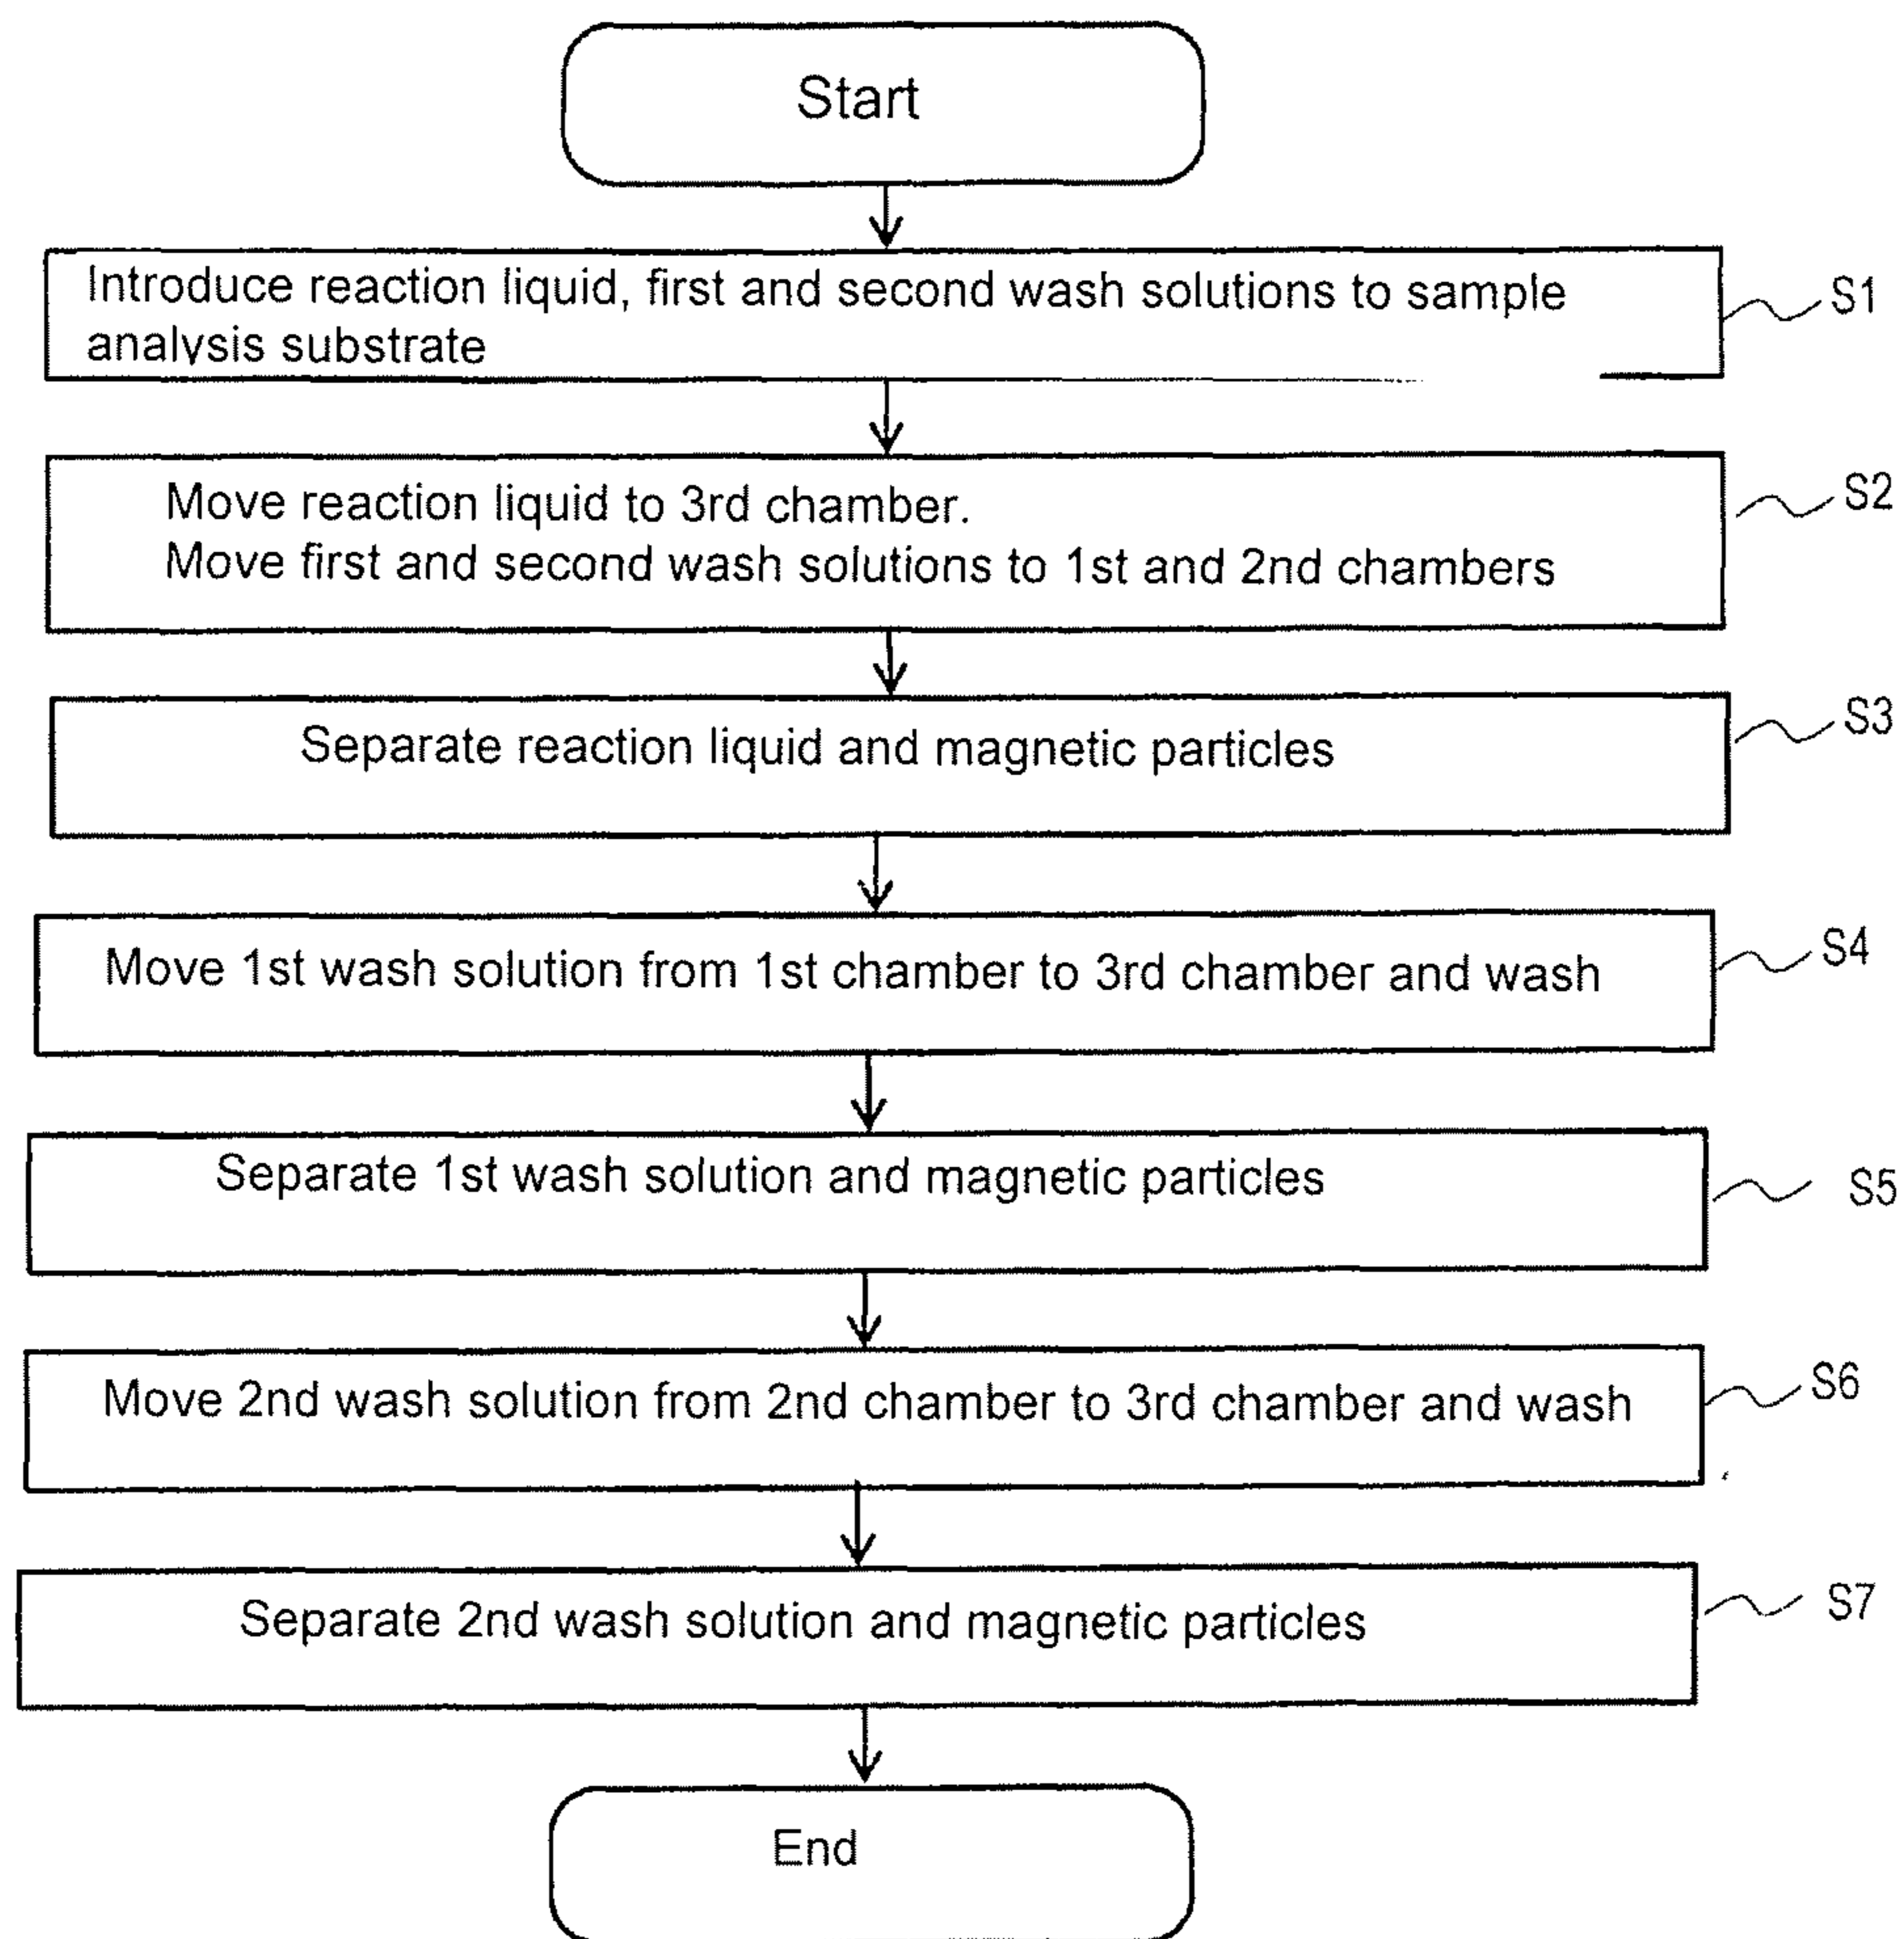 Start
Introduce reaction liquid, first and second wash solutions to sample
analysis substrate
S1
Move reaction liquid to 3rd chamber.
Move first and second wash solutions to 1st and 2nd chambers
S2
Separate reaction liquid and magnetic particles
S3
Move 1st wash solution from 1st chamber to 3rd chamber and wash
S4
Separate 1st wash solution and magnetic particles
S5
Move 2nd wash solution from 2nd chamber to 3rd chamber and wash
S6
Separate 2nd wash solution and magnetic particles
S7
End